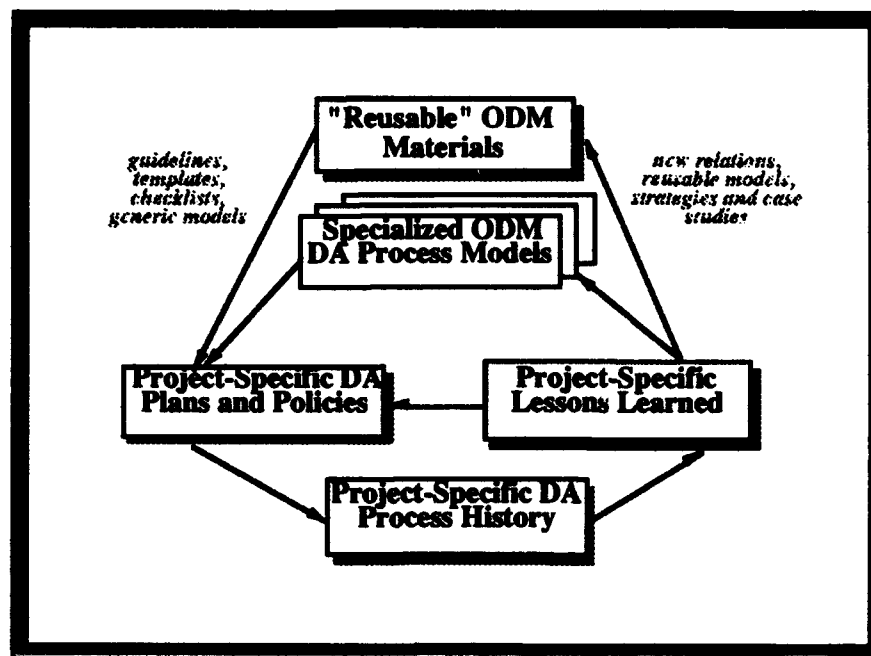 "Reusable" ODM
Materials
guidelines,
templates,
checklists,
generic models
new relations,
reusable models,
strategies and case
studies
Specialized ODM
DA Process Models
Project-Specific DA
Plans and Policies
Project-Specific
Lessons Learned
Project-Specific DA
Process History